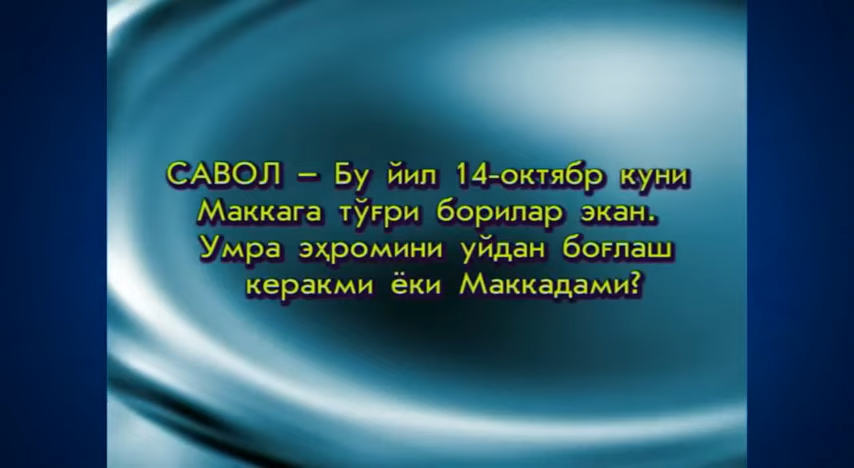 САВОЛ – Бу йил 14-октябр куни
Маккага тўғри борилар экан.
Умра эҳромини уйдан боғлаш
керакми ёки Маккадами?